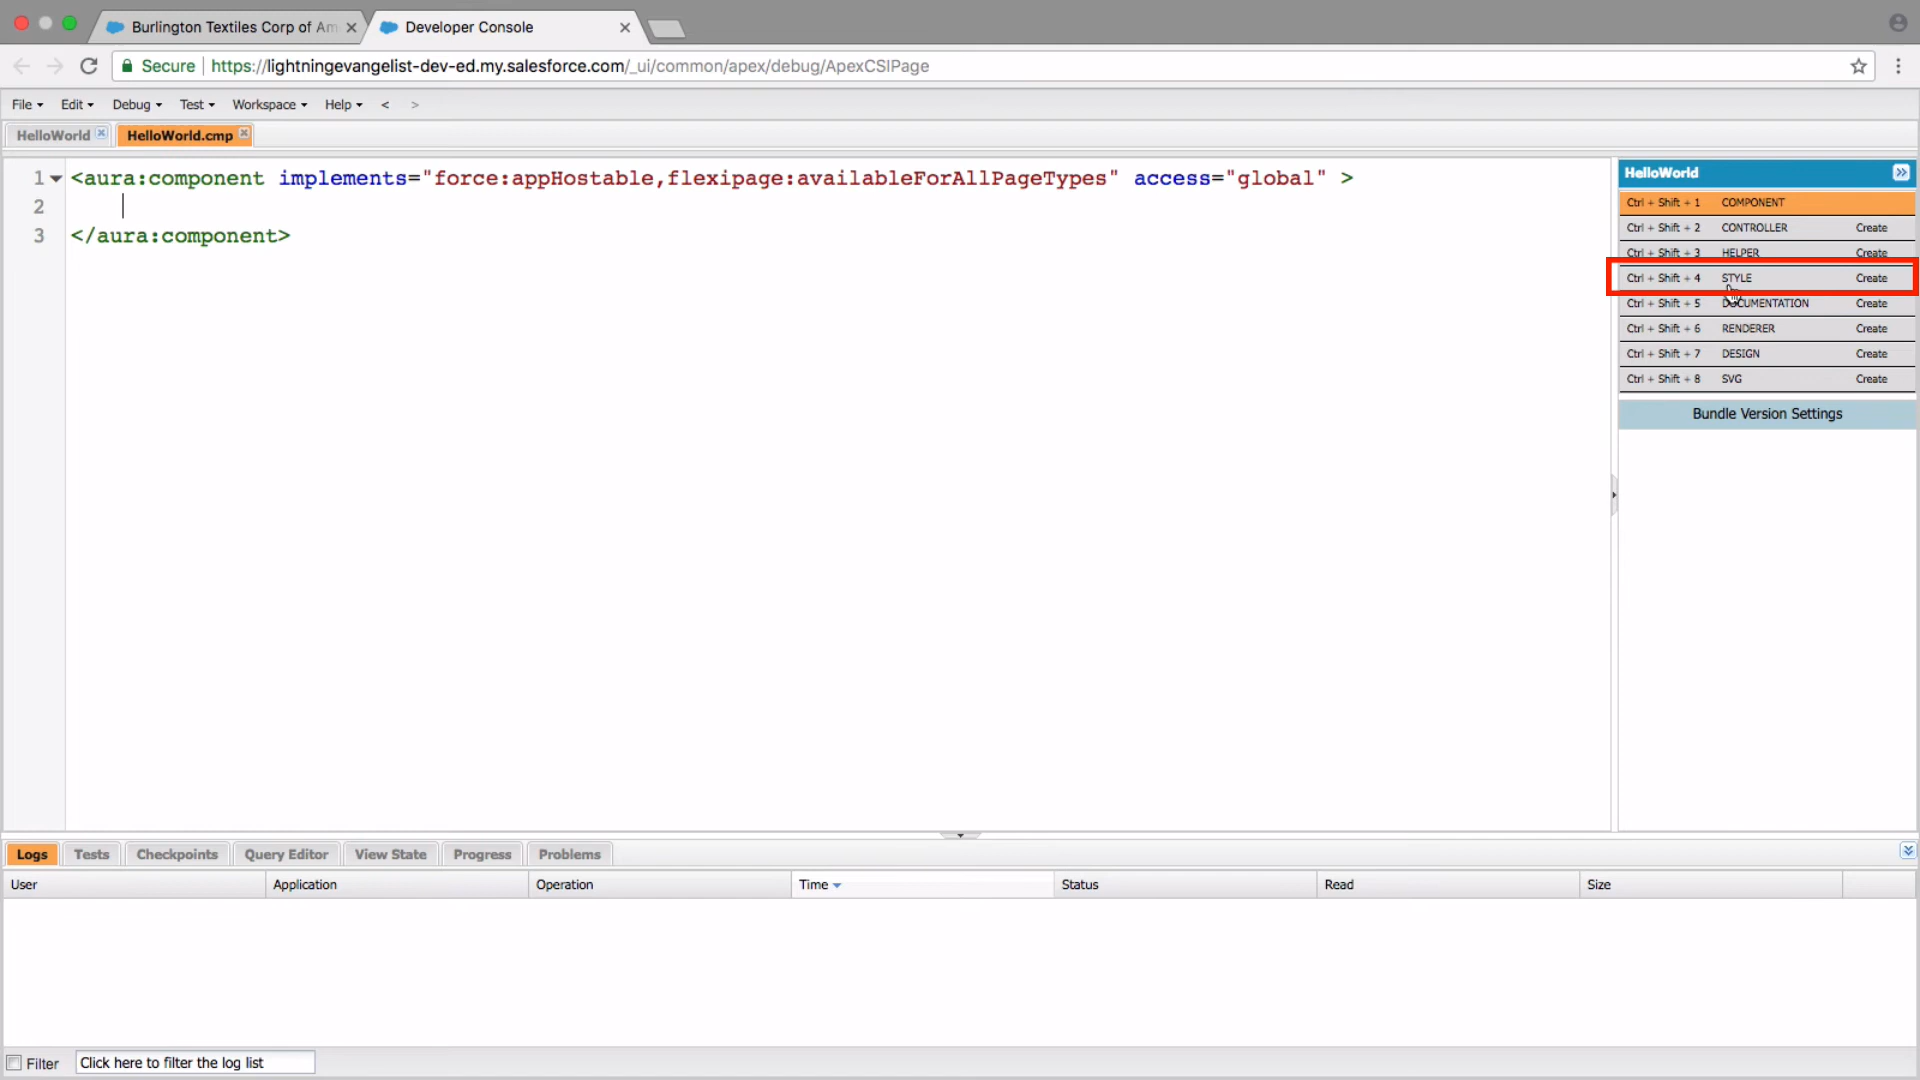 Burlington Textiles Corp of Am
Developer Console
Secure
https://lightningevangelist-dev-ed.my.salesforce.com/_ui/common/apex/debug/ApexCSIPage
File Edit Debug Test Workspace Help < >
HelloWorld HelloWorld.cmp
1 <aura:component implements="force:appHostable,flexipage:availableForAllPageTypes" access="global" >
2
3 </aura:component>
HelloWorld
Ctrl + Shift + 1 COMPONENT
Ctrl + Shift + 2 CONTROLLER Create
Ctrl + Shift + 3 HELPER Create
Ctrl + Shift + 4 STYLE Create
Ctrl + Shift + 5 DOCUMENTATION Create
Ctrl + Shift + 6 RENDERER Create
Ctrl + Shift + 7 DESIGN Create
Ctrl + Shift + 8 SVG Create
Bundle Version Settings
Logs Tests Checkpoints Query Editor View State Progress Problems
User Application Operation Time Status Read Size
Filter Click here to filter the log list